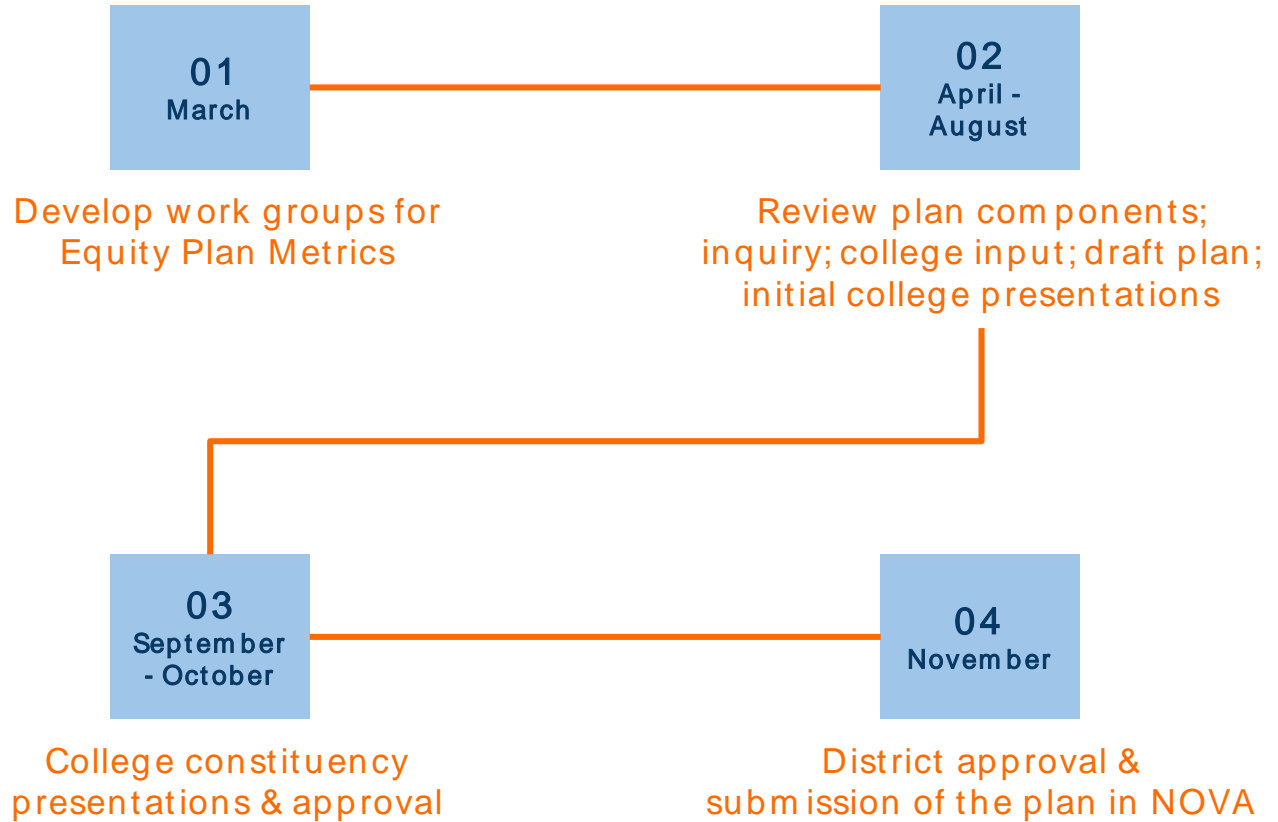 01
March
Develop work groups for
Equity Plan Metrics
02
April -
August
Review plan components;
inquiry; college input; draft plan;
initial college presentations
03
September
- October
College constituency
presentations & approval
04
November
District approval &
submission of the plan in NOVA